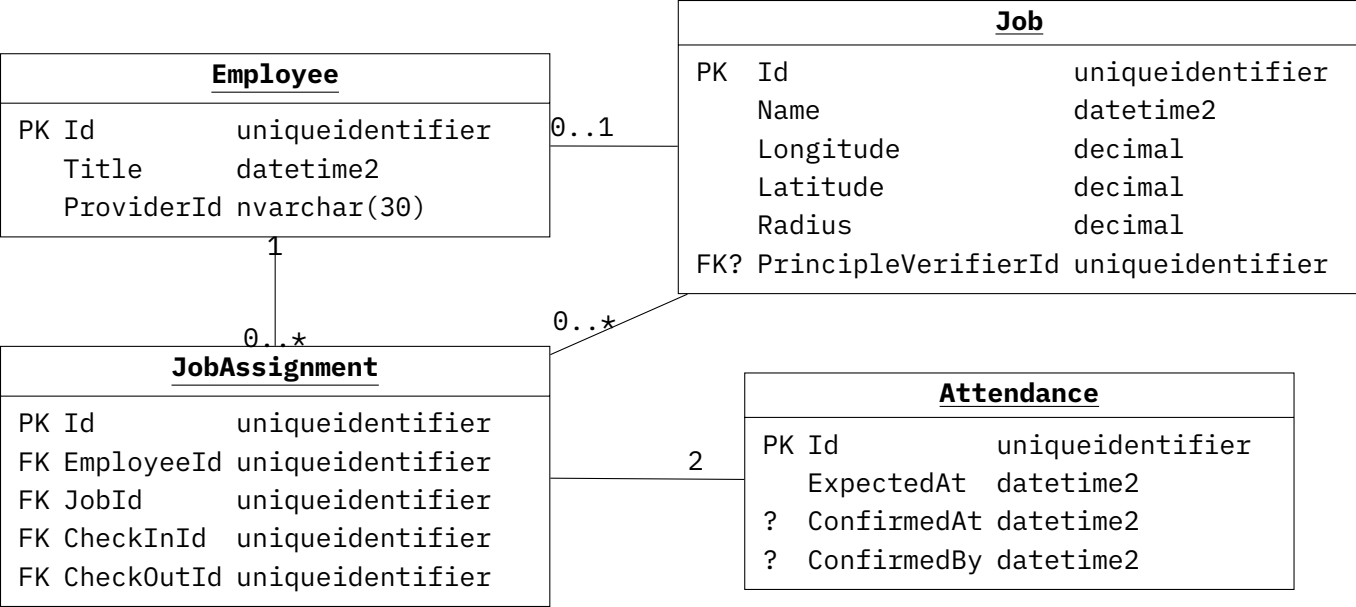 Employee
PK Id uniqueidentifier
Title datetime2
ProviderId nvarchar(30)
0..1
Job
PK Id uniqueidentifier
Name datetime2
Longitude decimal
Latitude decimal
Radius decimal
FK? PrincipleVerifierId uniqueidentifier
1
0..*
0..*
JobAssignment
PK Id uniqueidentifier
FK EmployeeId uniqueidentifier
FK JobId uniqueidentifier
FK CheckInId uniqueidentifier
FK CheckOutId uniqueidentifier
2
Attendance
PK Id uniqueidentifier
ExpectedAt datetime2
? ConfirmedAt datetime2
? ConfirmedBy datetime2